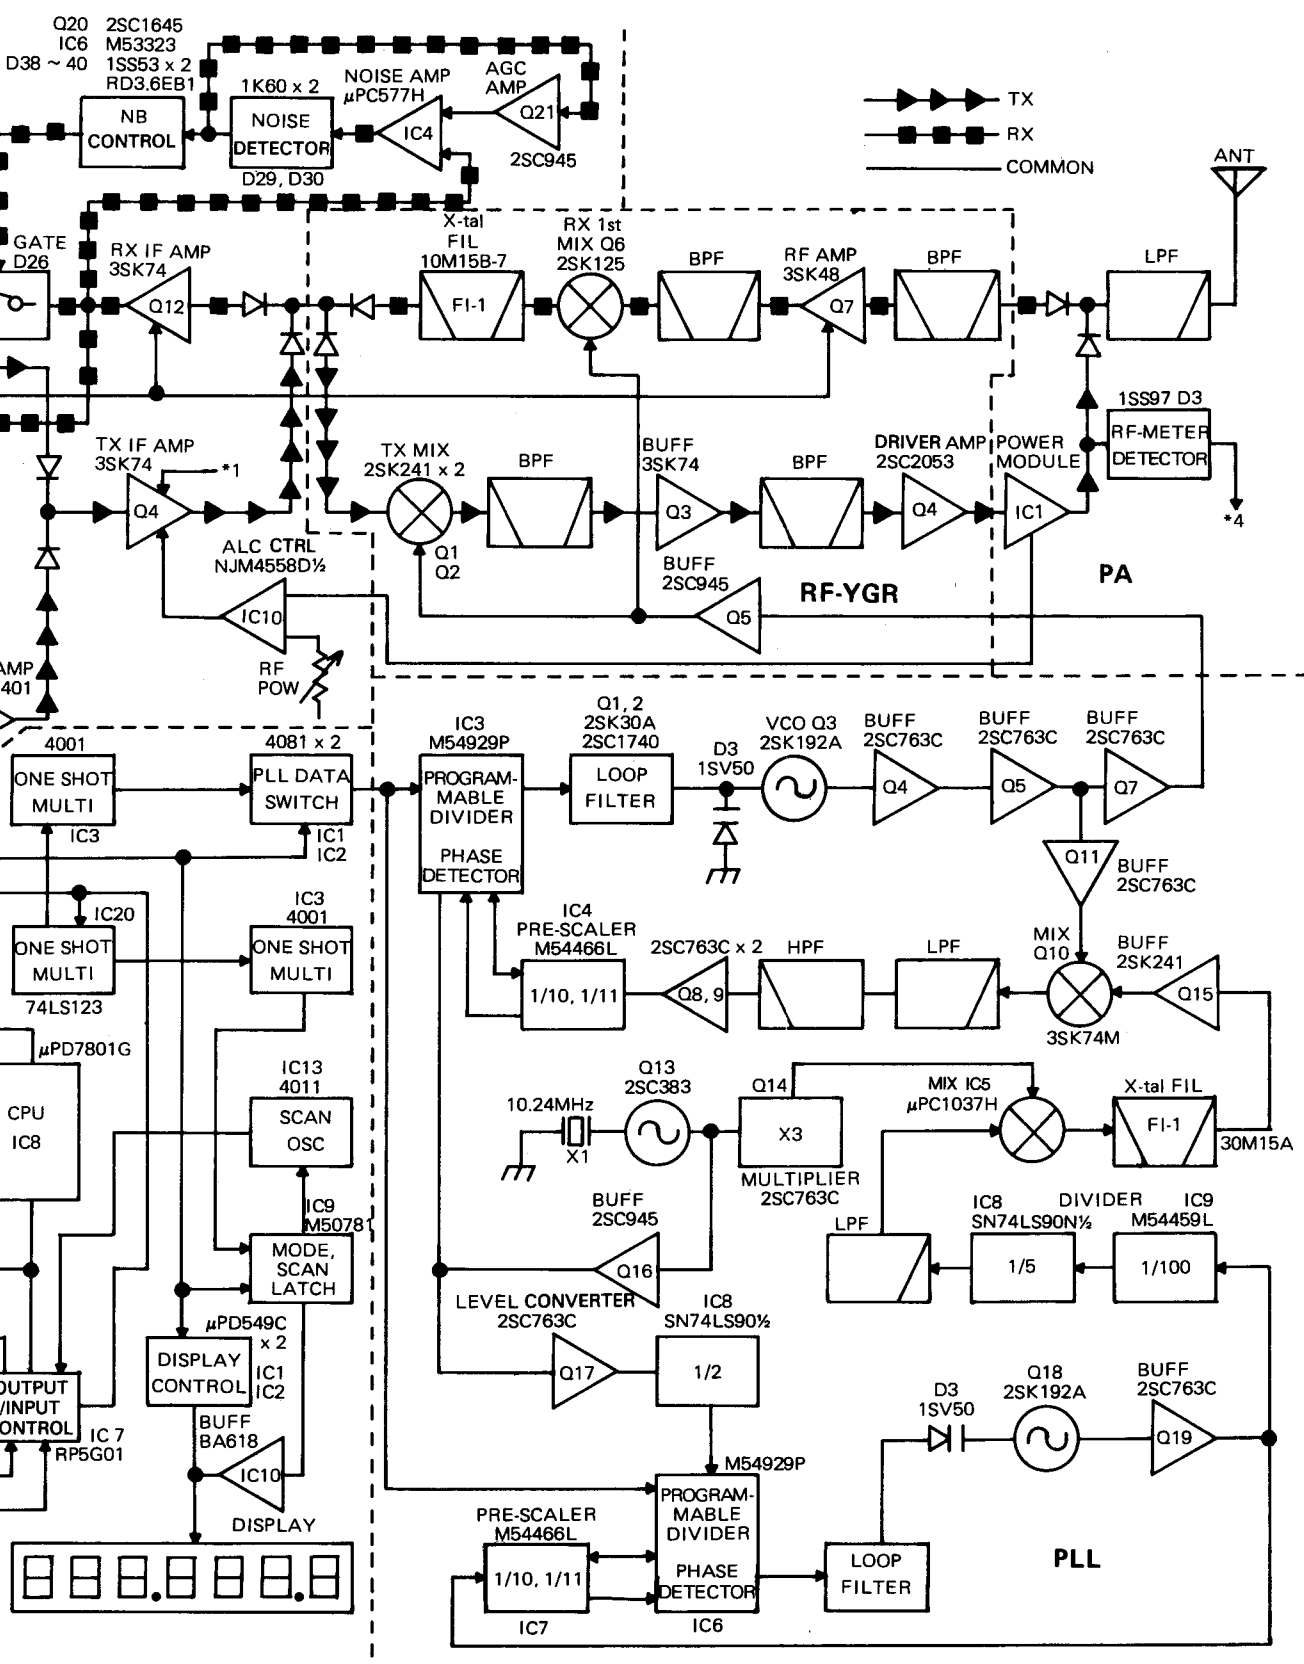 Q20 2SC1645
IC6 M53323
D38 ~ 40 1SS53 x 2
RD3.6EB1
NB
CONTROL
1K60 x 2
NOISE
DETECTOR
D29, D30
NOISE AMP
μPC577H
IC4
AGC
AMP
Q21
2SC945
TX
RX
COMMON
ANT
GATE
D26
RX IF AMP
3SK74
Q12
X-tal
FIL
10M15B-7
FI-1
RX 1st
MIX Q6
2SK125
BPF
RF AMP
3SK48
Q7
BPF
LPF
1SS97 D3
RF-METER
DETECTOR
*4
TX IF AMP
3SK74
*1
Q4
TX MIX
2SK241 x 2
Q1
Q2
BPF
BUFF
3SK74
Q3
BPF
DRIVER AMP
2SC2053
Q4
POWER
MODULE
IC1
PA
ALC CTRL
NJM4558D½
IC10
RF
POW
BUFF
2SC945
Q5
RF-YGR
AMP
401
4001
ONE SHOT
MULTI
IC3
4081 x 2
PLL DATA
SWITCH
IC1
IC2
IC3
M54929P
PROGRAM-
MABLE
DIVIDER
PHASE
DETECTOR
Q1, 2
2SK30A
2SC1740
LOOP
FILTER
D3
1SV50
VCO Q3
2SK192A
BUFF
2SC763C
Q4
BUFF
2SC763C
Q5
BUFF
2SC763C
Q7
Q11
BUFF
2SC763C
IC20
ONE SHOT
MULTI
74LS123
IC3
4001
ONE SHOT
MULTI
IC4
PRE-SCALER
M54466L
1/10, 1/11
2SC763C x 2
Q8, 9
HPF
LPF
MIX
Q10
3SK74M
BUFF
2SK241
Q15
μPD7801G
CPU
IC8
IC13
4011
SCAN
OSC
10.24MHz
X1
Q13
2SC383
Q14
X3
MULTIPLIER
2SC763C
MIX IC5
μPC1037H
X-tal FIL
FI-1
30M15A
IC9
M50781
MODE,
SCAN
LATCH
BUFF
2SC945
Q16
LPF
IC8
SN74LS90N½
1/5
DIVIDER
IC9
M54459L
1/100
μPD549C
x 2
DISPLAY
CONTROL
IC1
IC2
LEVEL CONVERTER
2SC763C
Q17
IC8
SN74LS90½
1/2
D3
1SV50
Q18
2SK192A
BUFF
2SC763C
Q19
OUTPUT
/INPUT
CONTROL
IC 7
RP5G01
BUFF
BA618
IC10
DISPLAY
M54929P
PROGRAM-
MABLE
DIVIDER
PHASE
DETECTOR
IC6
PRE-SCALER
M54466L
1/10, 1/11
IC7
LOOP
FILTER
PLL